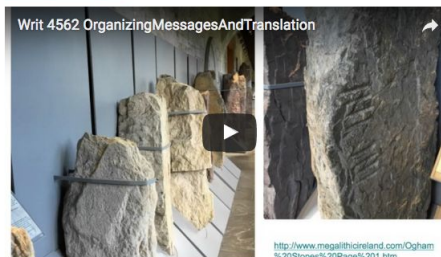 Writ 4562 OrganizingMessagesAndTranslation
http://www.megalithicireland.com/Ogham
%20Stones%20Page%201.htm